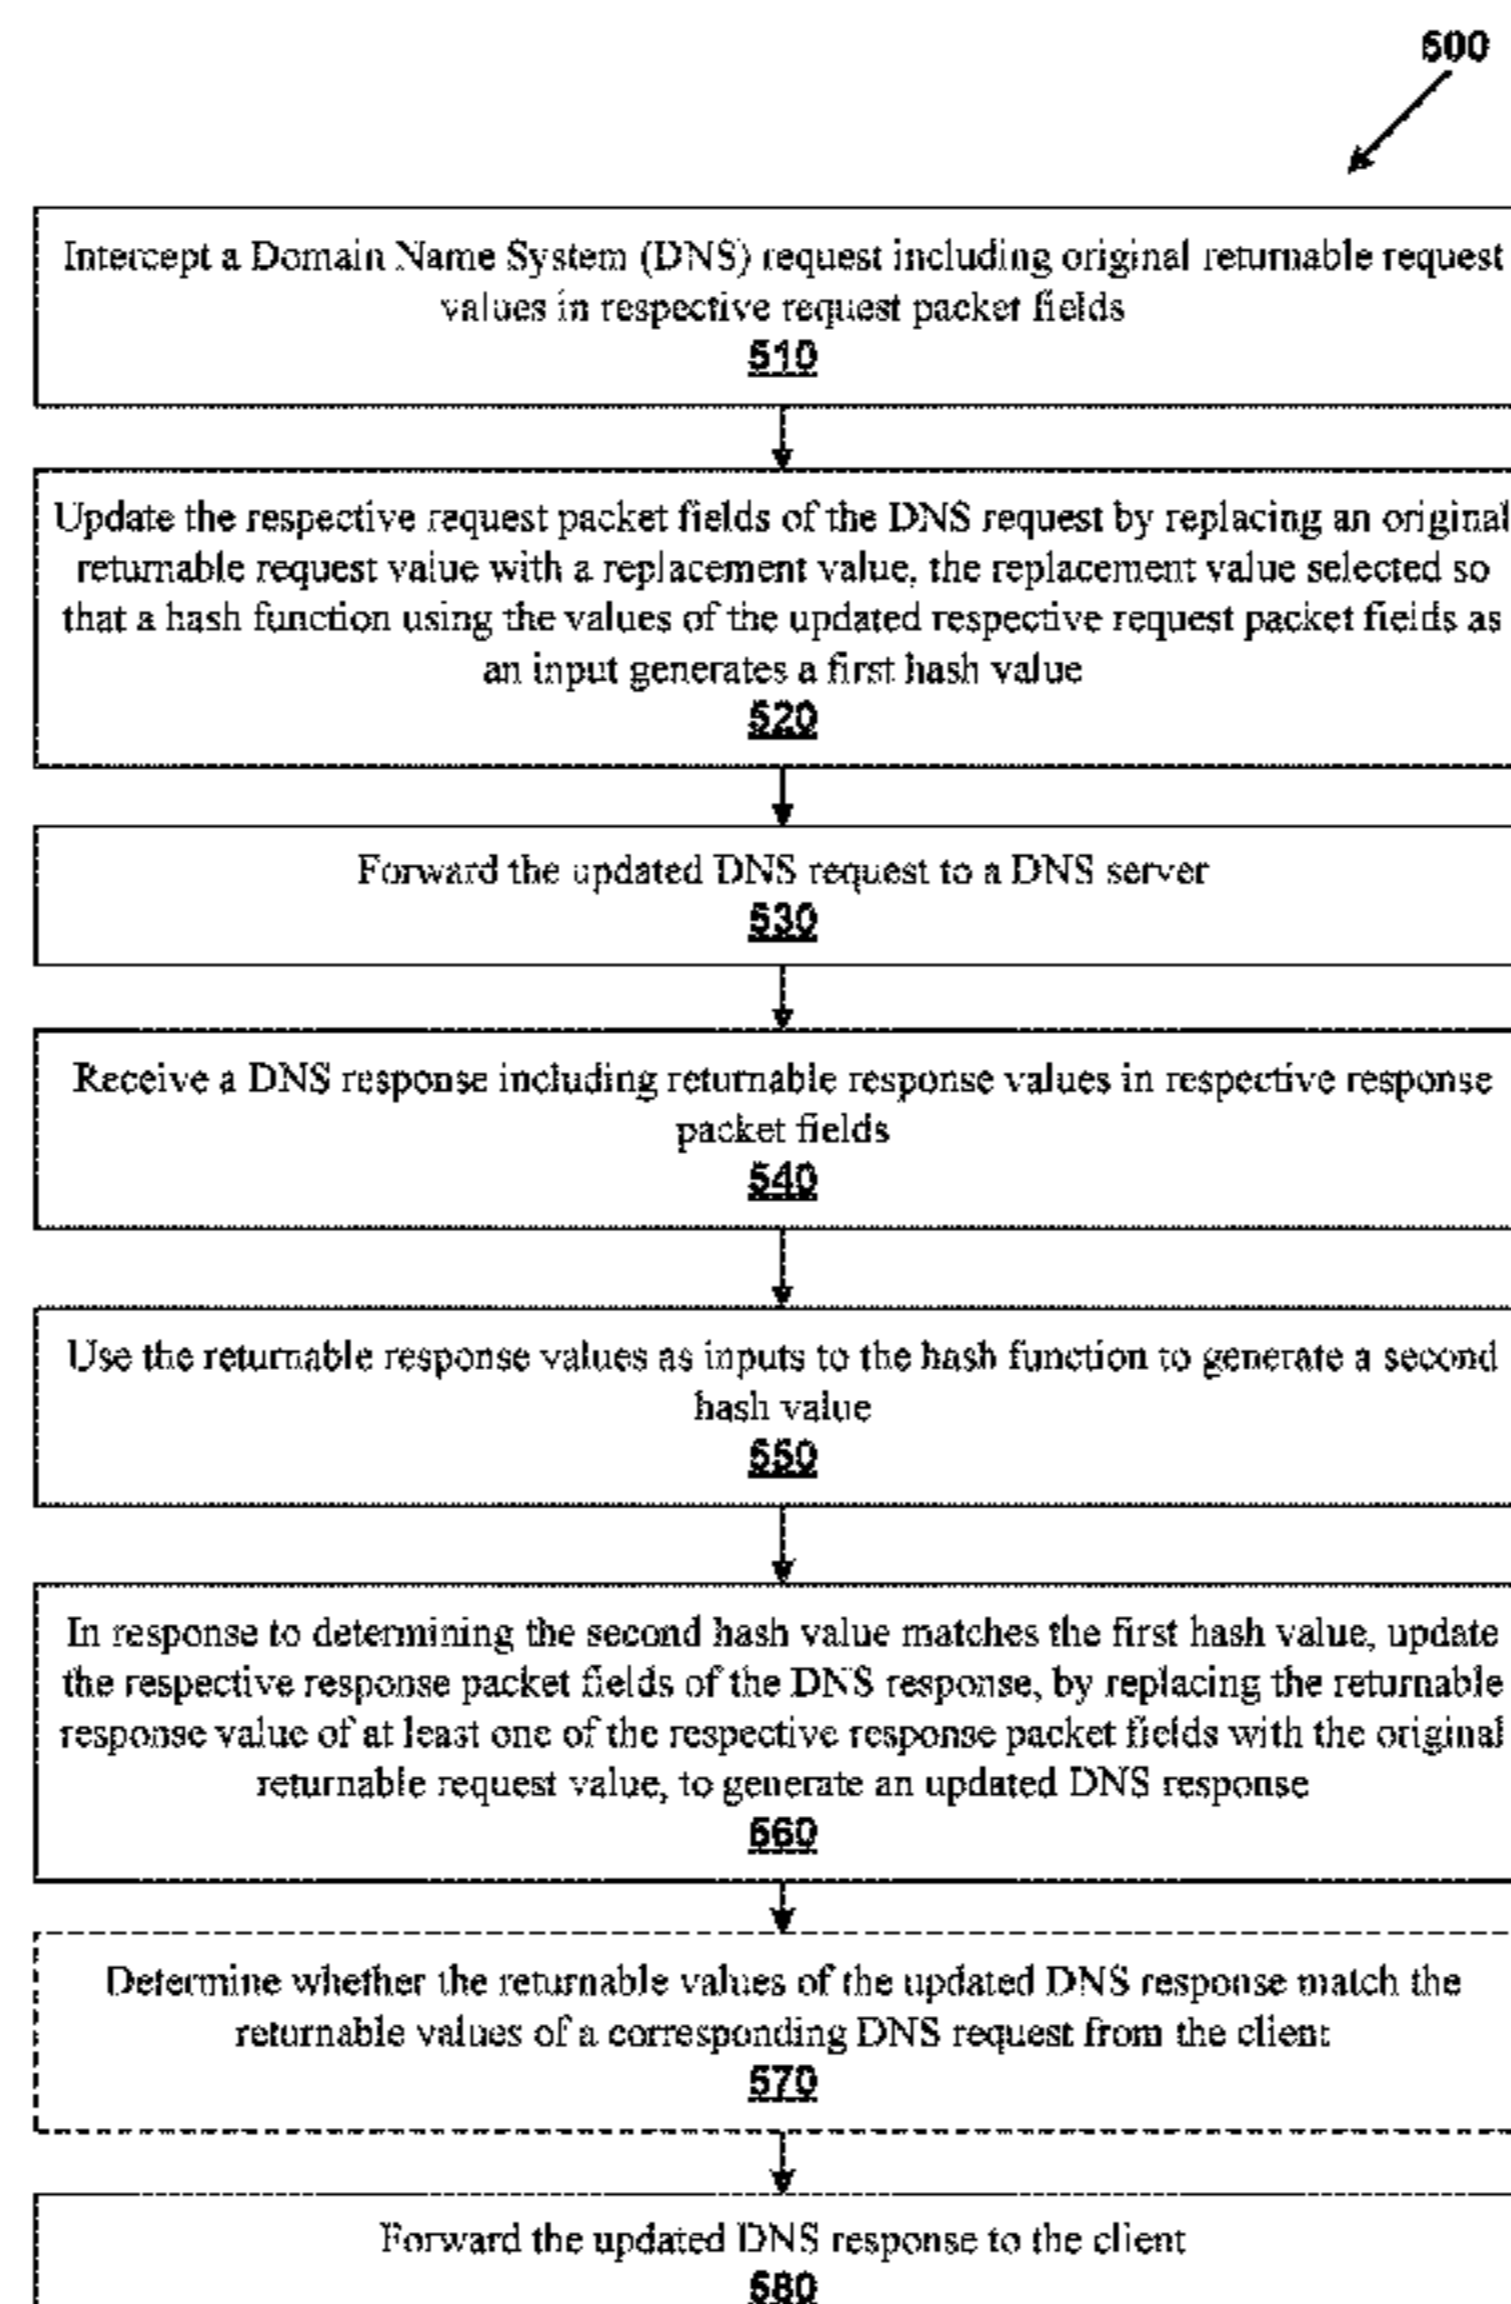 500
Intercept a Domain Name System (DNS) request including original returnable request
values in respective request packet fields
510
Update the respective request packet fields of the DNS request by replacing an original
returnable request value with a replacement value, the replacement value selected so
that a hash function using the values of the updated respective request packet fields as
an input generates a first hash value
520
Forward the updated DNS request to a DNS server
530
Receive a DNS response including returnable response values in respective response
packet fields
540
Use the returnable response values as inputs to the hash function to generate a second
hash value
550
In response to determining the second hash value matches the first hash value, update
the respective response packet fields of the DNS response, by replacing the returnable
response value of at least one of the respective response packet fields with the original
returnable request value, to generate an updated DNS response
560
Determine whether the returnable values of the updated DNS response match the
returnable values of a corresponding DNS request from the client
570
Forward the updated DNS response to the client
580